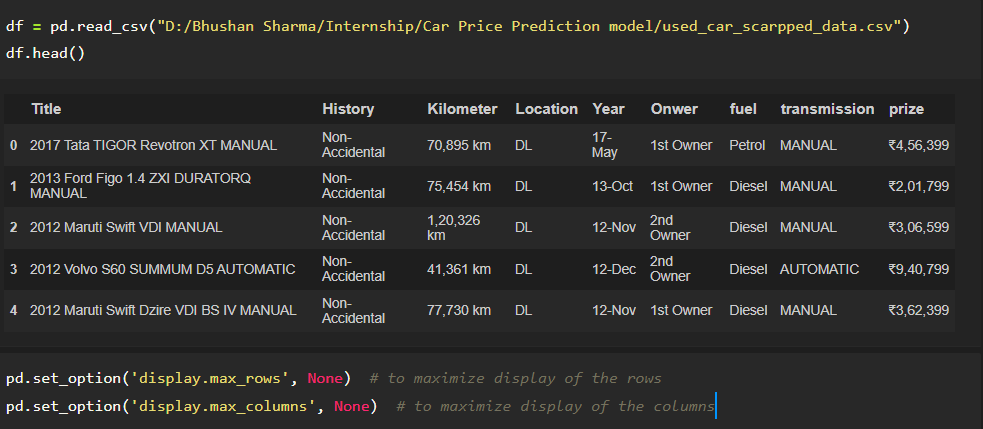 df = pd.read_csv("D:/Bhushan Sharma/Internship/Car Price Prediction model/used_car_scarpped_data.csv")
df.head()
Title History Kilometer Location Year Onwer fuel transmission prize
0 2017 Tata TIGOR Revotron XT MANUAL Non-Accidental 70,895 km DL 17-May 1st Owner Petrol MANUAL ₹4,56,399
1 2013 Ford Figo 1.4 ZXI DURATORQ MANUAL Non-Accidental 75,454 km DL 13-Oct 1st Owner Diesel MANUAL ₹2,01,799
2 2012 Maruti Swift VDI MANUAL Non-Accidental 1,20,326 km DL 12-Nov 2nd Owner Diesel MANUAL ₹3,06,599
3 2012 Volvo S60 SUMMUM D5 AUTOMATIC Non-Accidental 41,361 km DL 12-Dec 2nd Owner Diesel AUTOMATIC ₹9,40,799
4 2012 Maruti Swift Dzire VDI BS IV MANUAL Non-Accidental 77,730 km DL 12-Nov 1st Owner Diesel MANUAL ₹3,62,399
pd.set_option('display.max_rows', None)  # to maximize display of the rows
pd.set_option('display.max_columns', None)  # to maximize display of the columns